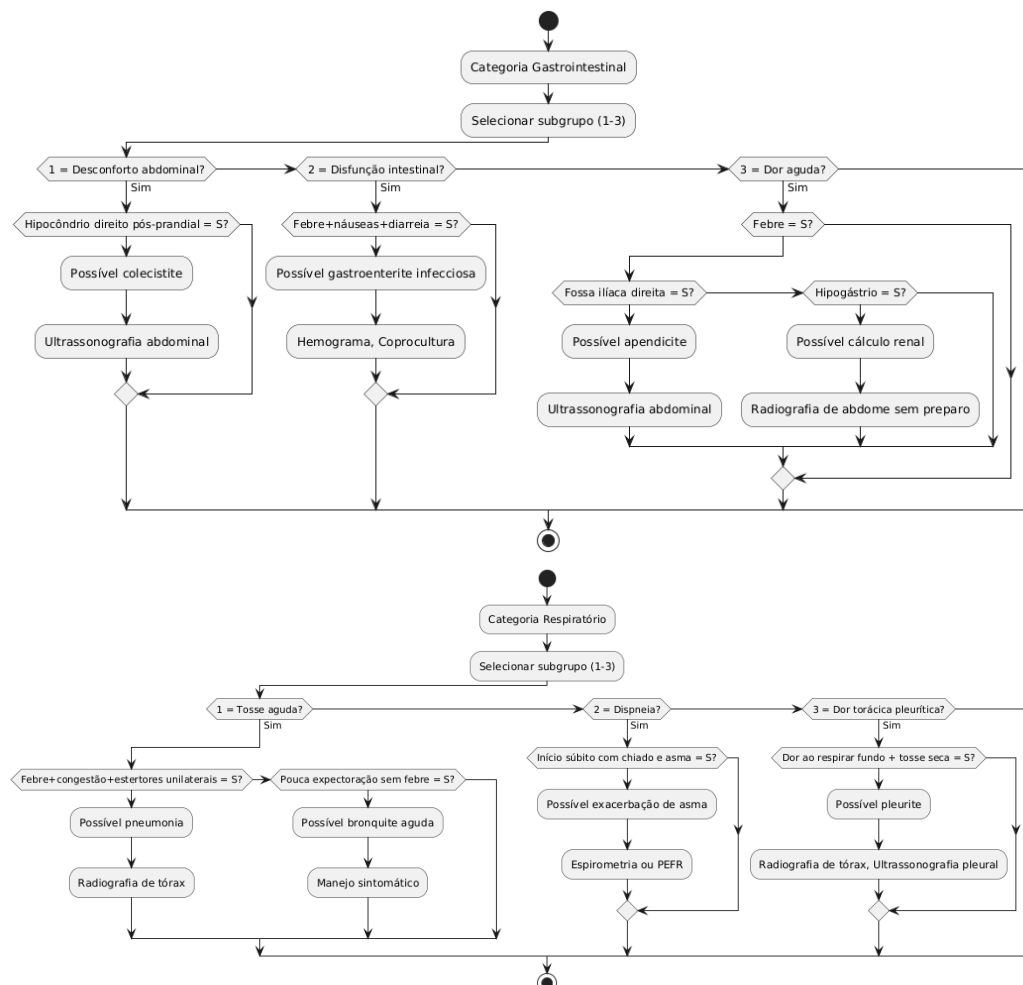 Categoria Gastrointestinal
Selecionar subgrupo (1-3)
1 = Desconforto abdominal?
Sim
Hipocôndrio direito pós-prandial = S?
Possível colecistite
Ultrassonografia abdominal
2 = Disfunção intestinal?
Sim
Febre+náuseas+diarreia = S?
Possível gastroenterite infecciosa
Hemograma, Coprocultura
3 = Dor aguda?
Sim
Febre = S?
Fossa ilíaca direita = S?
Possível apendicite
Ultrassonografia abdominal
Hipogástrio = S?
Possível cálculo renal
Radiografia de abdome sem preparo
Categoria Respiratório
Selecionar subgrupo (1-3)
1 = Tosse aguda?
Sim
Febre+congestão+estertores unilaterais = S?
Possível pneumonia
Radiografia de tórax
Pouca expectoração sem febre = S?
Possível bronquite aguda
Manejo sintomático
2 = Dispneia?
Sim
Início súbito com chiado e asma = S?
Possível exacerbação de asma
Espirometria ou PEFR
3 = Dor torácica pleurítica?
Sim
Dor ao respirar fundo + tosse seca = S?
Possível pleurite
Radiografia de tórax, Ultrassonografia pleural